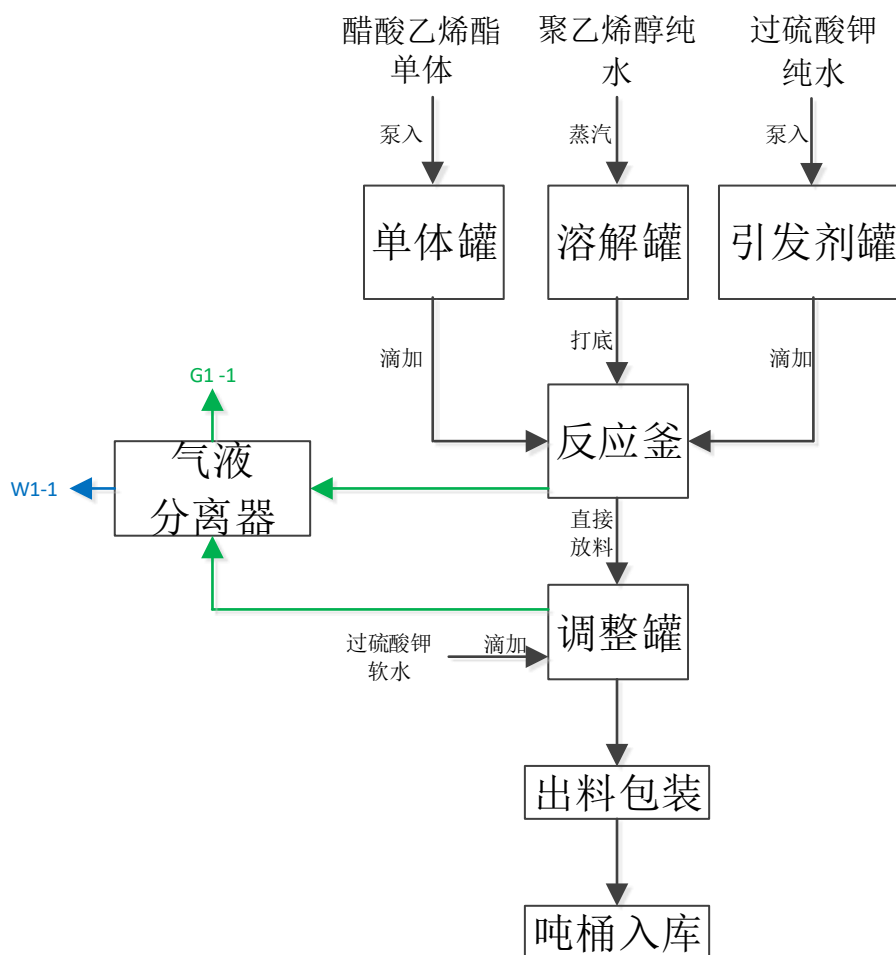 醋酸乙烯酯
单体
聚乙烯醇纯
水
过硫酸钾
纯水
泵入
蒸汽
泵入
单体罐
溶解罐
引发剂罐
滴加
打底
滴加
G1 -1
气液
分离器
W1-1
反应釜
直接
放料
调整罐
过硫酸钾
软水
滴加
出料包装
吨桶入库